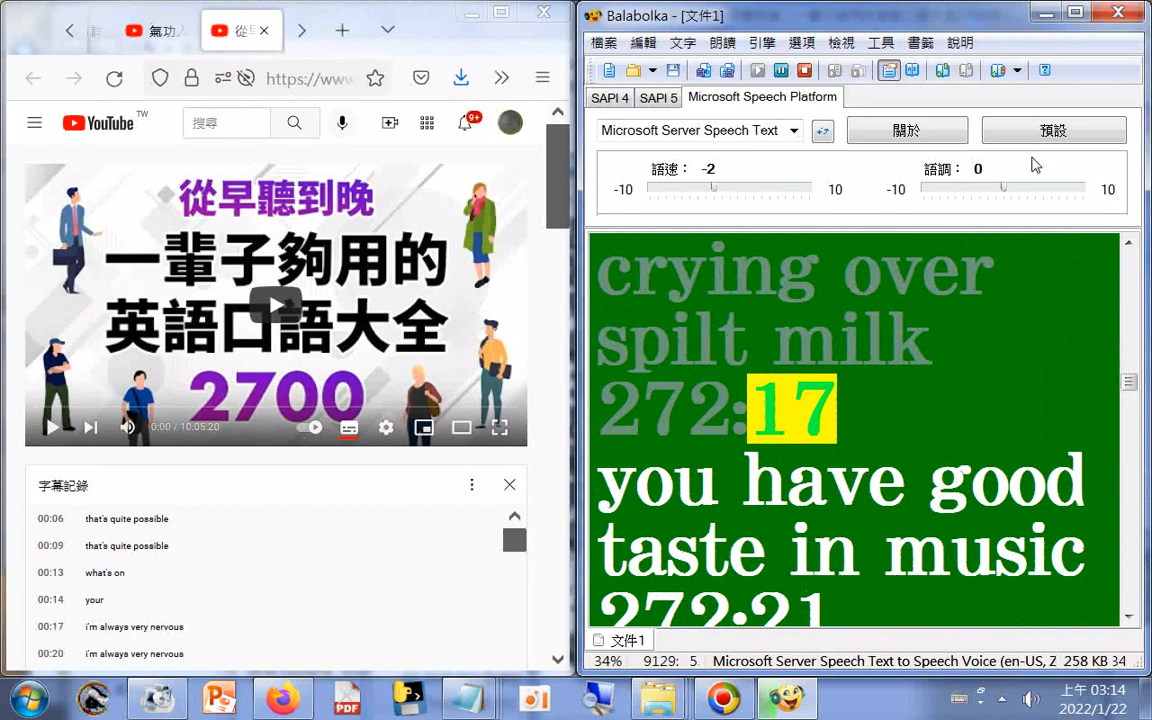 氣功
從
https://www
YouTube TW
搜尋
9+
從早聽到晚
一輩子夠用的
英語口語大全
2700
0:00 / 10:05:20
字幕記錄
00:06 that's quite possible
00:09 that's quite possible
00:13 what's on
00:14 your
00:17 i'm always very nervous
00:20 i'm always very nervous
Balabolka - [文件1]
檔案 編輯 文字 朗讀 引擎 選項 檢視 工具 書籤 說明
SAPI 4 SAPI 5 Microsoft Speech Platform
Microsoft Server Speech Text 關於 預設
語速： -2 語調： 0
-10 10 -10 10
crying over
spilt milk
272:17
you have good
taste in music
272:21
文件1
34% 9129: 5 Microsoft Server Speech Text to Speech Voice (en-US, Z 258 KB 34
PDF
上午 03:14
2022/1/22